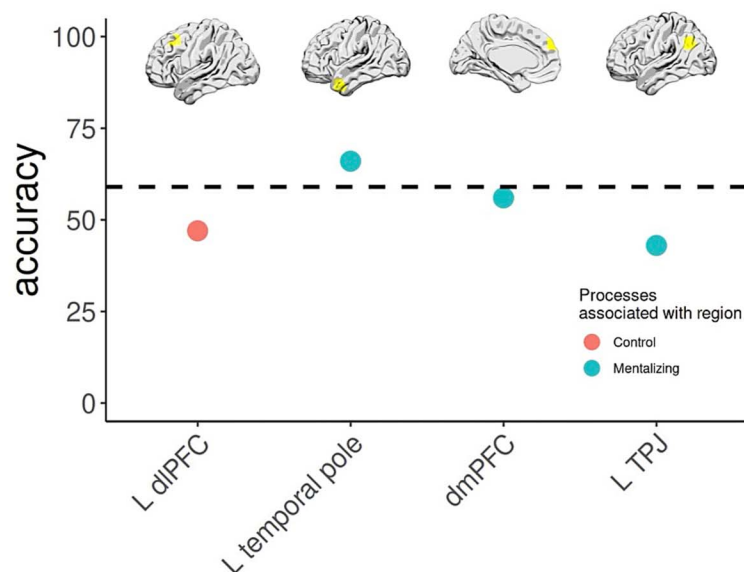 100
75
50
25
0
accuracy
L dlPFC
L temporal pole
dmPFC
L TPJ
Processes
associated with region
Control
Mentalizing